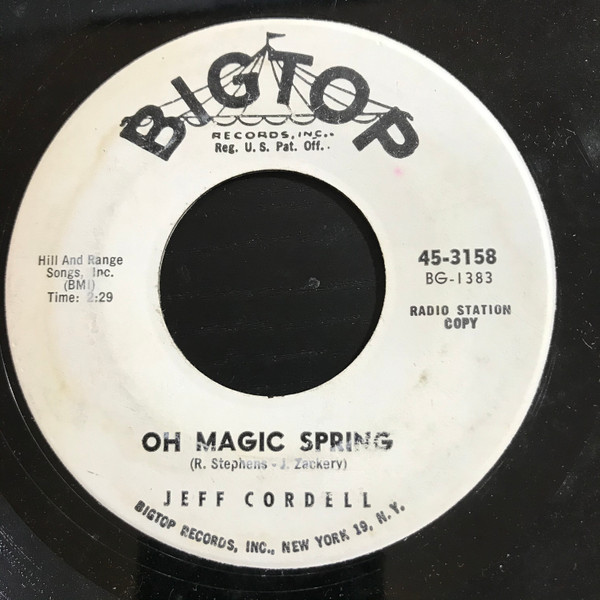 BIGTOP
RECORDS, INC..
Reg. U. S. Pat. Off. .
Hill And Range
Songs, Inc.
(BMI)
Time: 2:29
45-3158
BG-1383
RADIO STATION
COPY
OH MAGIC SPRING
(R. Stephens - J. Zackery)
JEFF CORDELL
BIGTOP RECORDS, INC., NEW YORK 19, N. Y.